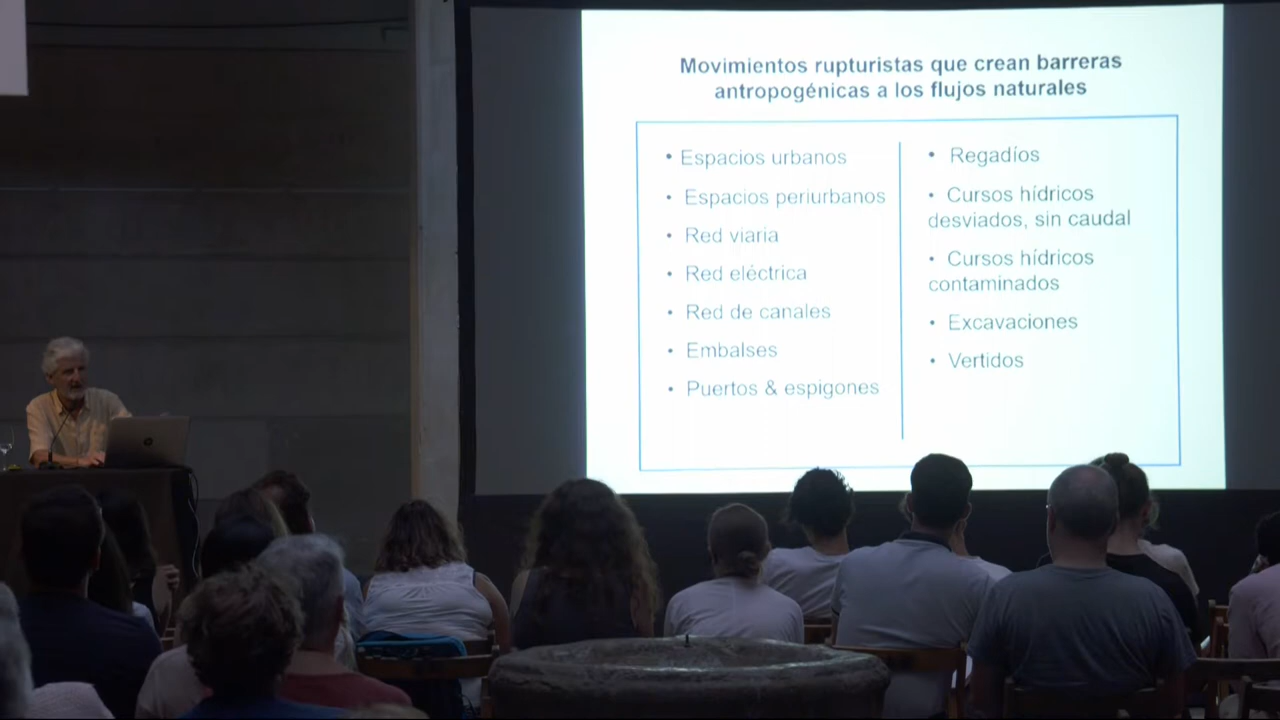 Movimientos rupturistas que crean barreras
antropogénicas a los flujos naturales
• Espacios urbanos
• Espacios periurbanos
• Red viaria
• Red eléctrica
• Red de canales
• Embalses
• Puertos & espigones
• Regadíos
• Cursos hídricos
desviados, sin caudal
• Cursos hídricos
contaminados
• Excavaciones
• Vertidos